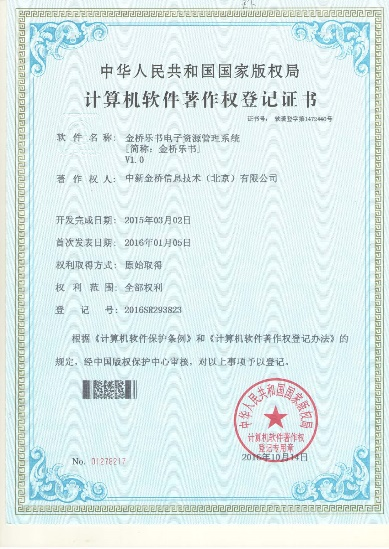 中华人民共和国国家版权局
计算机软件著作权登记证书
证书号： 软著登字第1472440号
软件名称： 金桥乐书电子资源管理系统
［简称：金桥乐书］
V1.0
著作权人： 中新金桥信息技术（北京）有限公司
开发完成日期： 2015年03月02日
首次发表日期： 2016年01月05日
权利取得方式： 原始取得
权利范围： 全部权利
登记号： 2016SR293823
根据《计算机软件保护条例》和《计算机软件著作权登记办法》的
规定，经中国版权保护中心审核，对以上事项予以登记。
中华人民共和国国家版权局
计算机软件著作权
登记专用章
No. 01278217
2016年10月14日